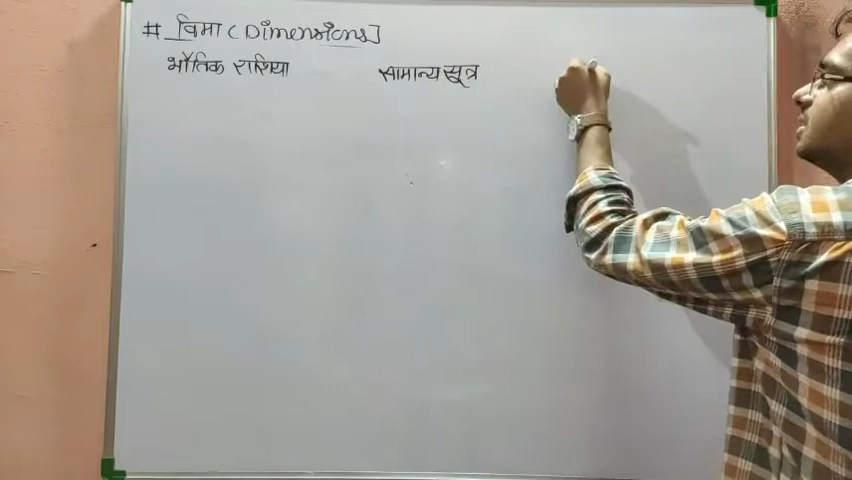 # विमा (Dimensions]
भौतिक राशिया सामान्य सूत्र